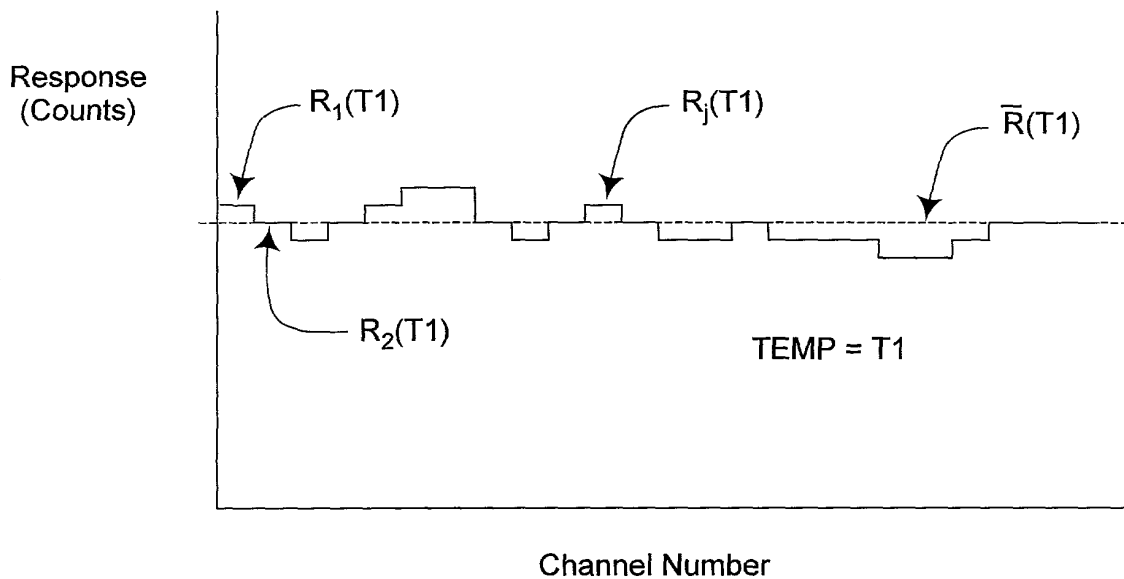 Response
(Counts)
R₁(T1)
Rⱼ(T1)
R̅(T1)
R₂(T1)
TEMP = T1
Channel Number